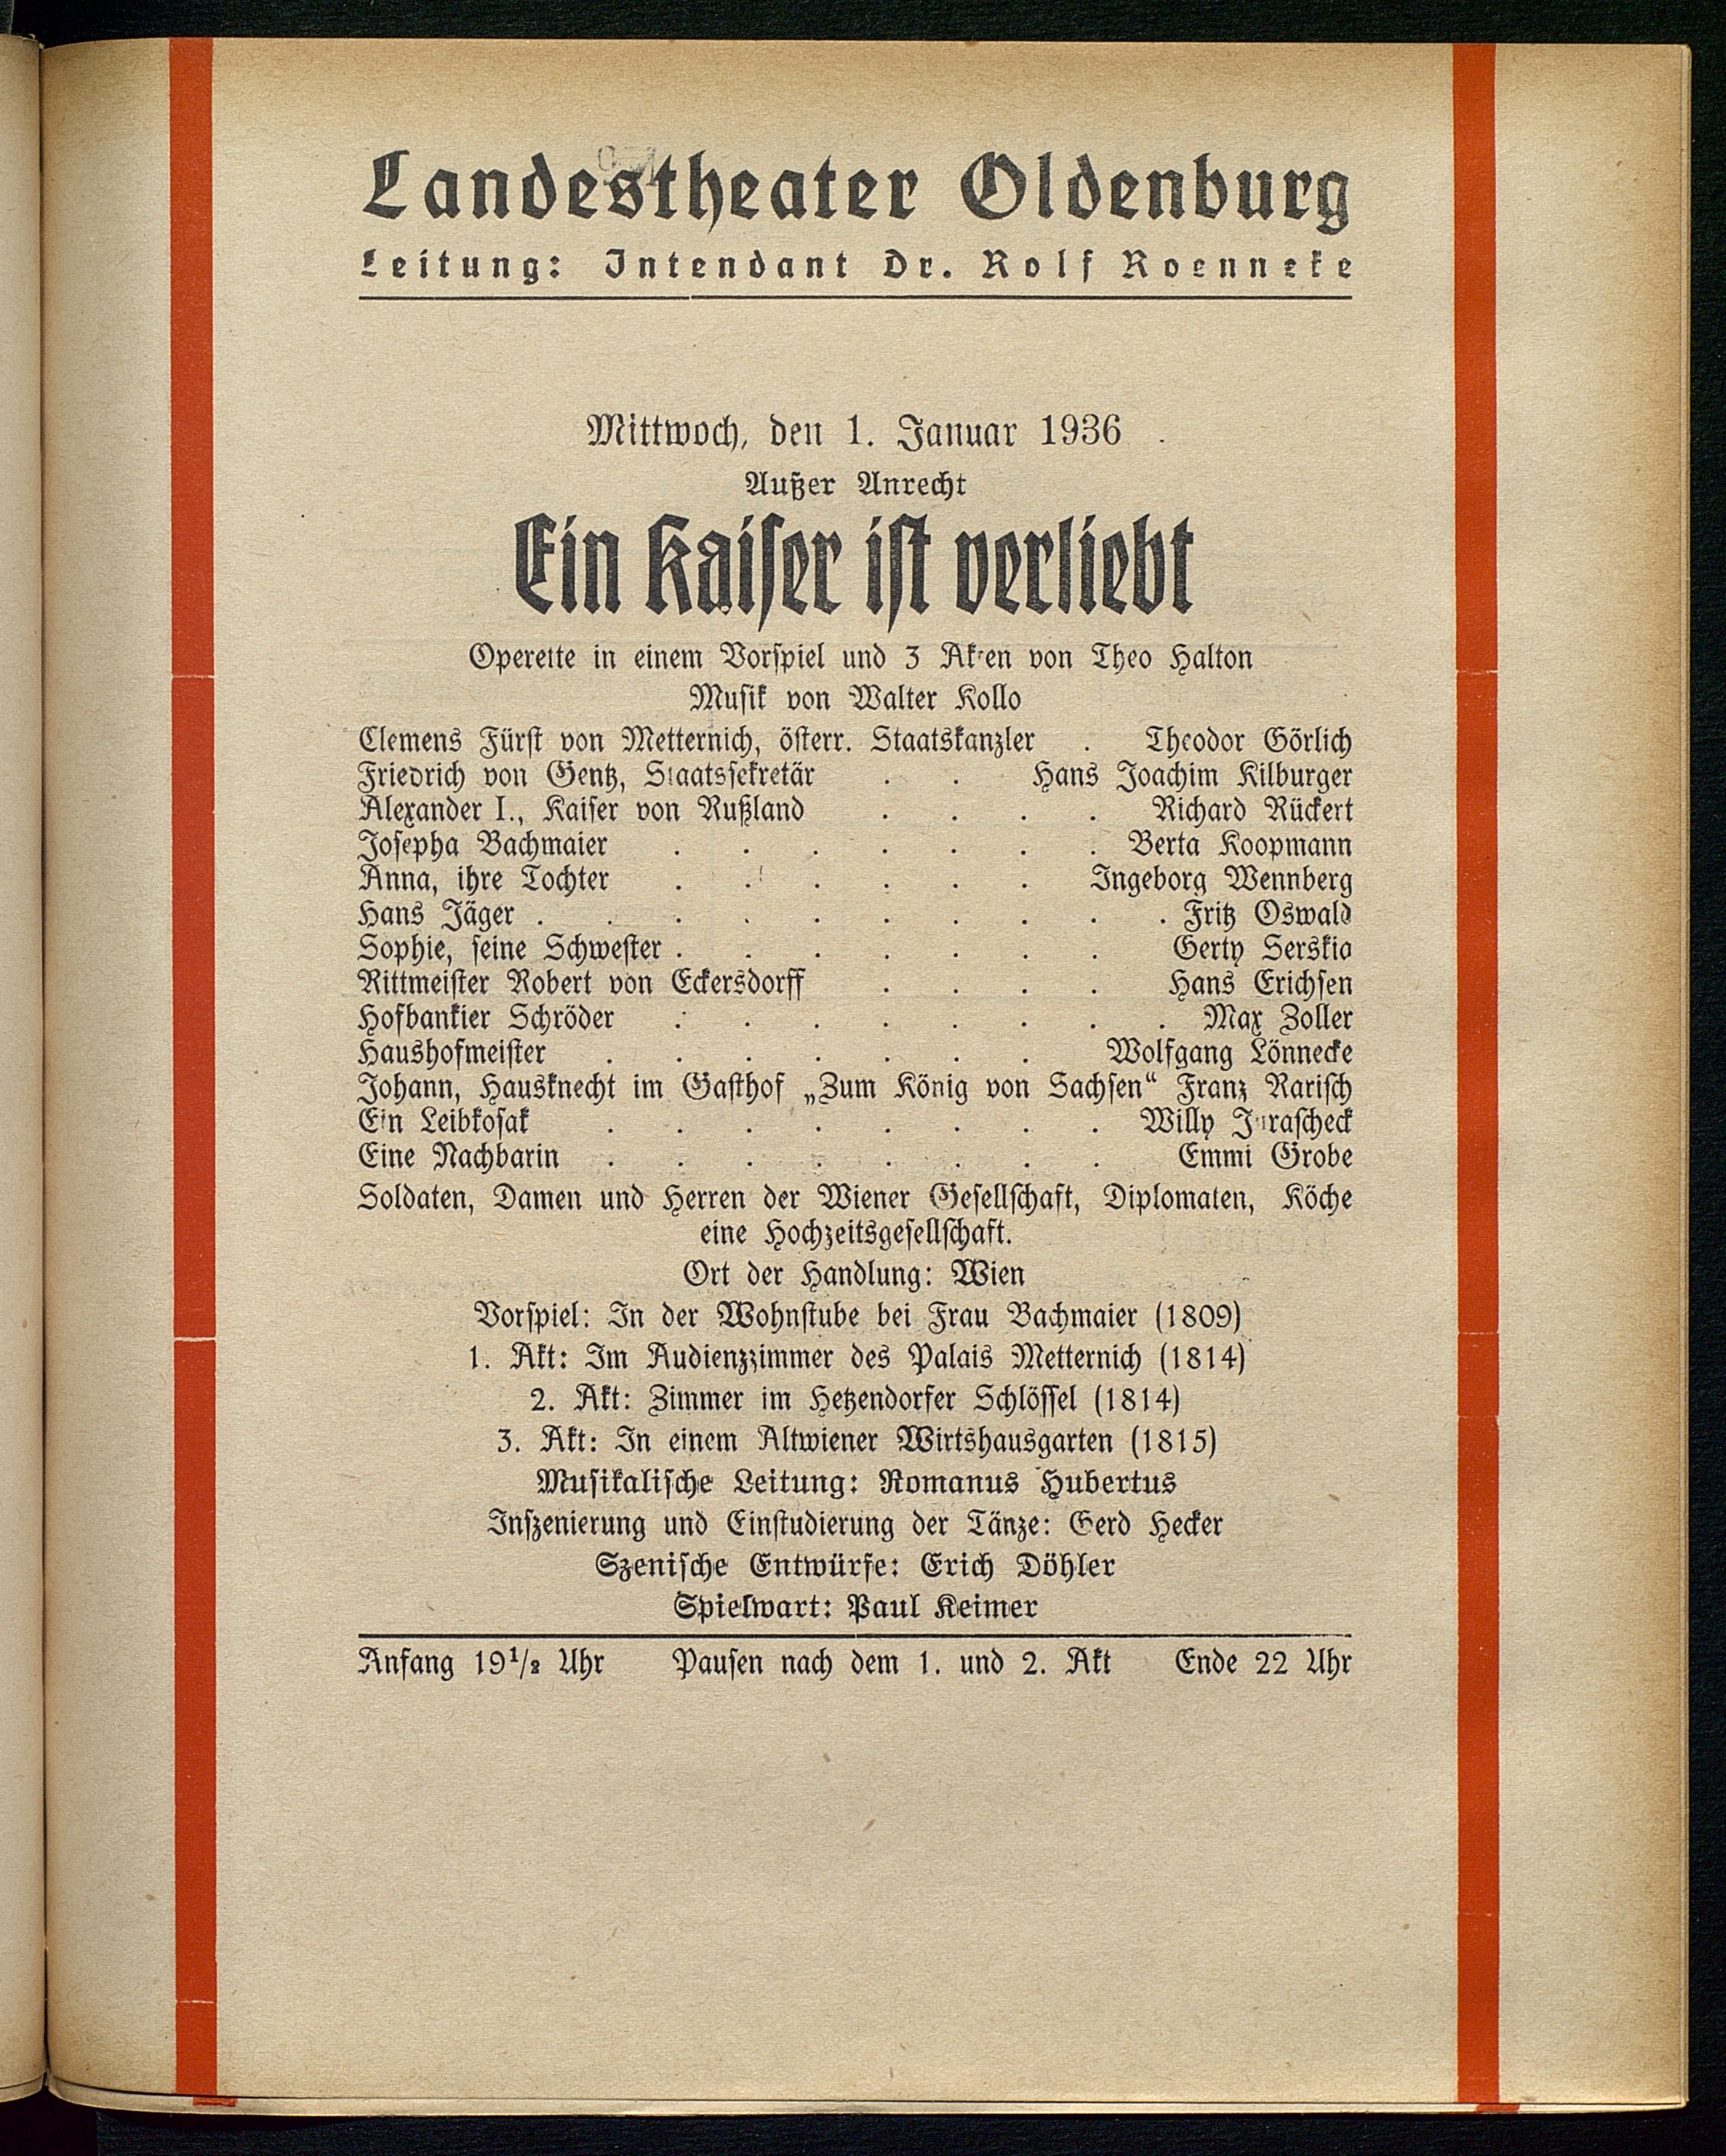 Landestheater Oldenburg
Leitung: Intendant Dr. Rolf Roenneke
Mittwoch, den 1. Januar 1936
Außer Anrecht
Ein Kaiser ist verliebt
Operette in einem Vorspiel und 3 Akten von Theo Halton
Musik von Walter Kollo
Clemens Fürst von Metternich, österr. Staatskanzler . Theodor Görlich
Friedrich von Gentz, Staatssekretär . . Hans Joachim Kilburger
Alexander I., Kaiser von Rußland . . . . Richard Rückert
Josepha Bachmaier . . . . . . . Berta Koopmann
Anna, ihre Tochter . . . . . . Ingeborg Wennberg
Hans Jäger . . . . . . . . . . Fritz Oswald
Sophie, seine Schwester . . . . . . . Gerty Serskia
Rittmeister Robert von Eckersdorff . . . . Hans Erichsen
Hofbankier Schröder . . . . . . . . Max Zoller
Haushofmeister . . . . . . . Wolfgang Lönnecke
Johann, Hausknecht im Gasthof „Zum König von Sachsen“ Franz Rarisch
Ein Leibkosak . . . . . . . . Willy Jurascheck
Eine Nachbarin . . . . . . . . Emmi Grobe
Soldaten, Damen und Herren der Wiener Gesellschaft, Diplomaten, Köche
eine Hochzeitsgesellschaft.
Ort der Handlung: Wien
Vorspiel: In der Wohnstube bei Frau Bachmaier (1809)
1. Akt: Im Audienzzimmer des Palais Metternich (1814)
2. Akt: Zimmer im Hetzendorfer Schlössel (1814)
3. Akt: In einem Altwiener Wirtshausgarten (1815)
Musikalische Leitung: Romanus Hubertus
Inszenierung und Einstudierung der Tänze: Gerd Hecker
Szenische Entwürfe: Erich Döhler
Spielwart: Paul Keimer
Anfang 19½ Uhr Pausen nach dem 1. und 2. Akt Ende 22 Uhr